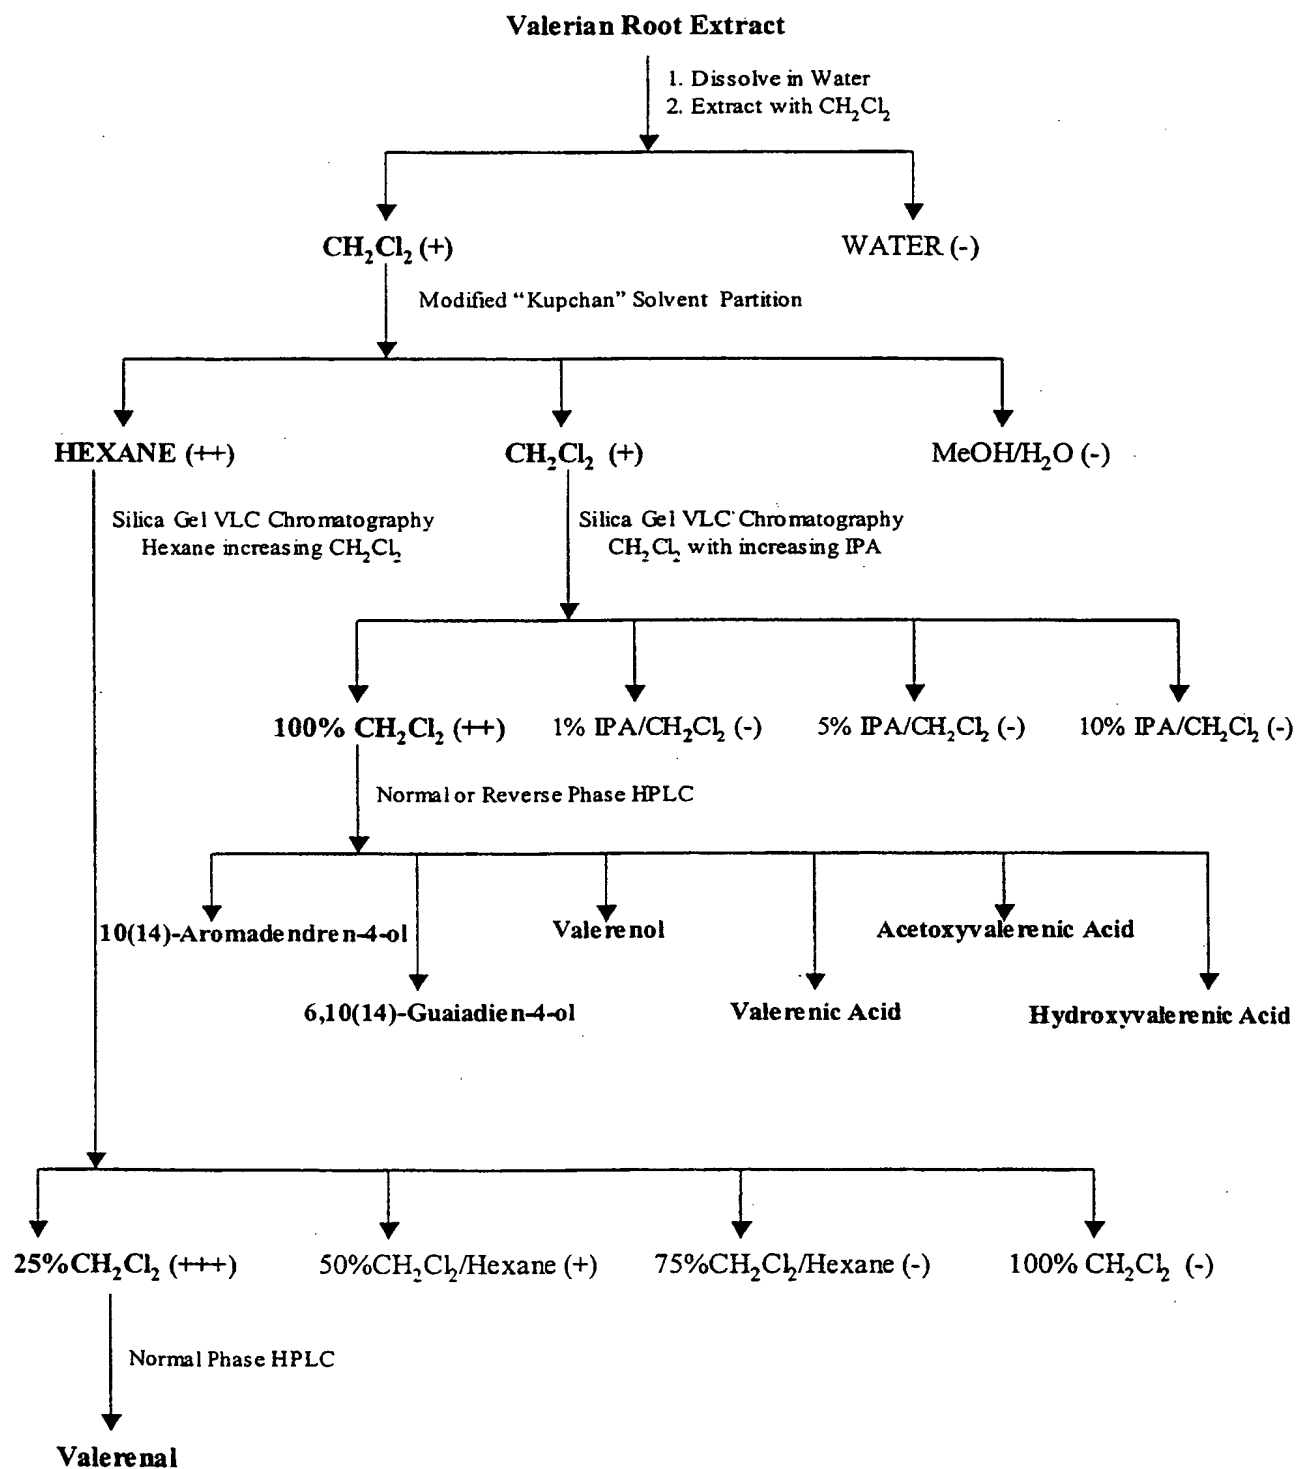 Valerian Root Extract
1. Dissolve in Water
2. Extract with CH₂Cl₂
CH₂Cl₂ (+)
WATER (-)
Modified “Kupchan” Solvent Partition
HEXANE (++)
CH₂Cl₂ (+)
MeOH/H₂O (-)
Silica Gel VLC Chromatography
Hexane increasing CH₂Cl₂
Silica Gel VLC Chromatography
CH₂Cl₂ with increasing IPA
100% CH₂Cl₂ (++)
1% IPA/CH₂Cl₂ (-)
5% IPA/CH₂Cl₂ (-)
10% IPA/CH₂Cl₂ (-)
Normal or Reverse Phase HPLC
10(14)-Aromadendren-4-ol
Valerenol
Acetoxyvalerenic Acid
6,10(14)-Guaiadien-4-ol
Valerenic Acid
Hydroxyvalerenic Acid
25%CH₂Cl₂ (+++)
50%CH₂Cl₂/Hexane (+)
75%CH₂Cl₂/Hexane (-)
100% CH₂Cl₂ (-)
Normal Phase HPLC
Valerenal